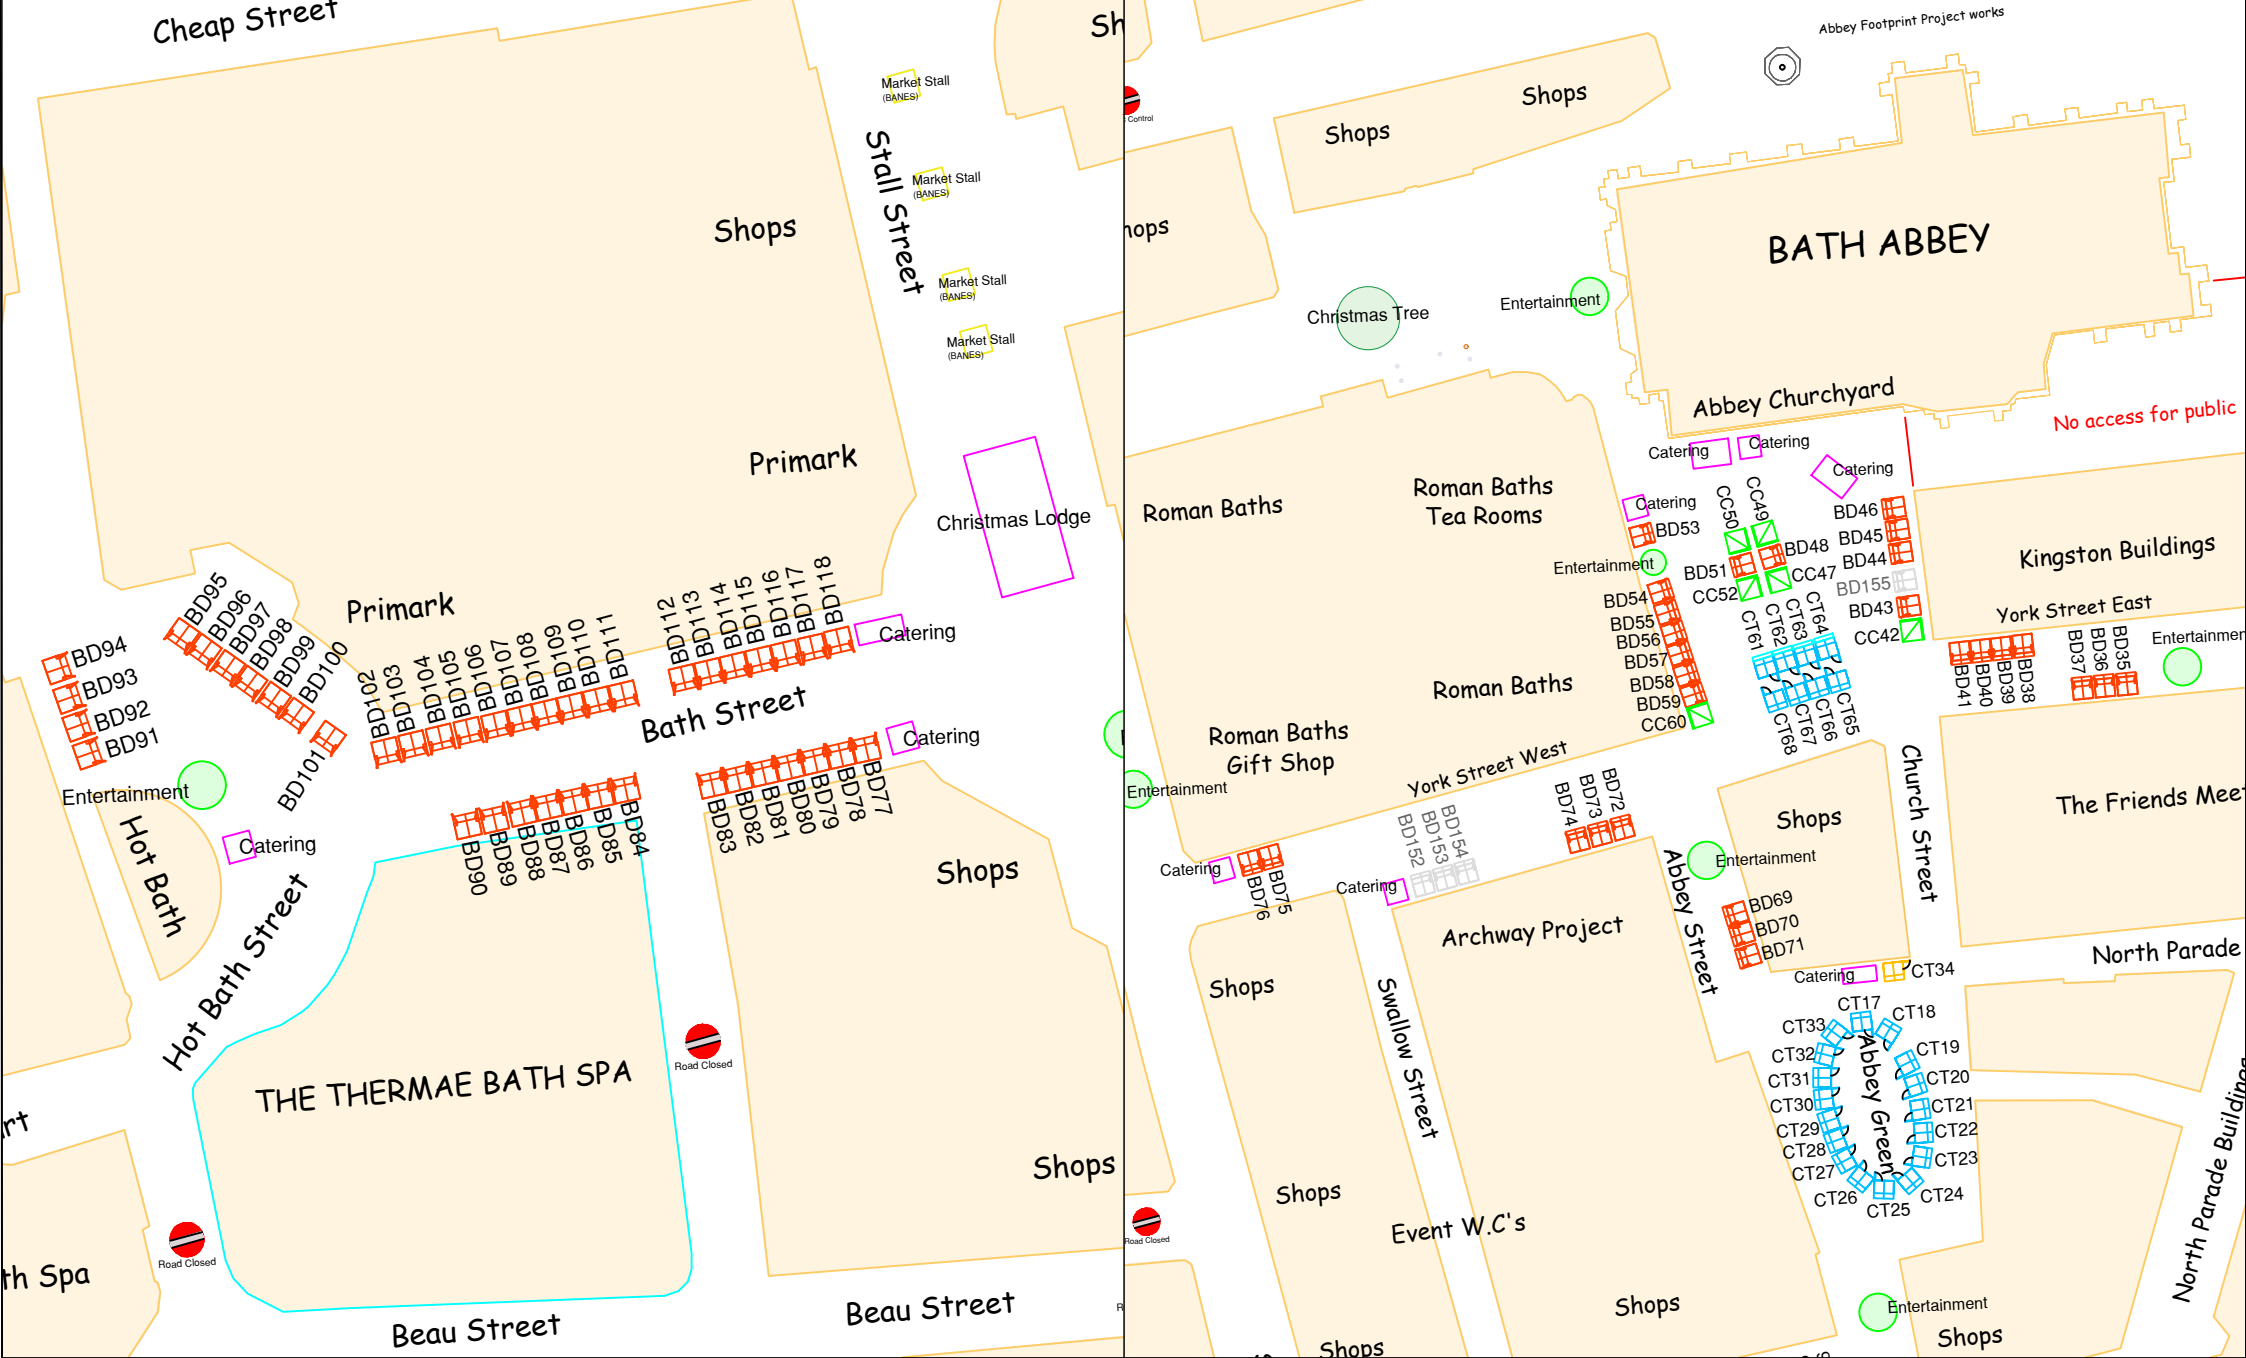 Cheap Street
Market Stall
(BANES)
Stall Street
Market Stall
(BANES)
Shops
Market Stall
(BANES)
Market Stall
(BANES)
Primark
Christmas Lodge
Primark
BD95
BD96
BD97
BD98
BD99
BD100
BD94
BD93
BD92
BD91
BD101
BD102
BD103
BD104
BD105
BD106
BD107
BD108
BD109
BD110
BD111
BD112
BD113
BD114
BD115
BD116
BD117
BD118
Catering
Bath Street
Catering
Entertainment
Catering
Hot Bath
Hot Bath Street
BD90
BD89
BD88
BD87
BD86
BD85
BD84
BD83
BD82
BD81
BD80
BD79
BD78
BD77
Shops
Road Closed
THE THERMAE BATH SPA
Shops
Road Closed
th Spa
Beau Street
Beau Street
Abbey Footprint Project works
Shops
Shops
Control
BATH ABBEY
Christmas Tree
Entertainment
Abbey Churchyard
No access for public
Catering
Catering
Catering
Roman Baths
Roman Baths
Tea Rooms
Catering
BD53
CC50
CC49
BD46
BD45
BD44
BD155
BD43
CC42
Kingston Buildings
Entertainment
BD51
BD48
CC52
CC47
BD54
BD55
BD56
BD57
BD58
BD59
CC60
CT61
CT62
CT63
CT64
CT68
CT67
CT66
CT65
York Street East
BD41
BD40
BD39
BD38
BD37
BD36
BD35
Entertainmen
Roman Baths
Roman Baths
Gift Shop
York Street West
Entertainment
BD152
BD153
BD154
BD74
BD73
BD72
Catering
BD76
BD75
Catering
Shops
Entertainment
Church Street
The Friends Mee
Abbey Street
BD69
BD70
BD71
Archway Project
North Parade
Catering
CT34
Shops
Swallow Street
CT17
CT18
CT33
CT32
CT31
CT30
CT29
CT28
CT27
CT26
CT25
CT24
CT23
CT22
CT21
CT20
CT19
Abbey Green
Shops
Event W.C's
Road Closed
Shops
Entertainment
Shops
Shops
North Parade Buildings